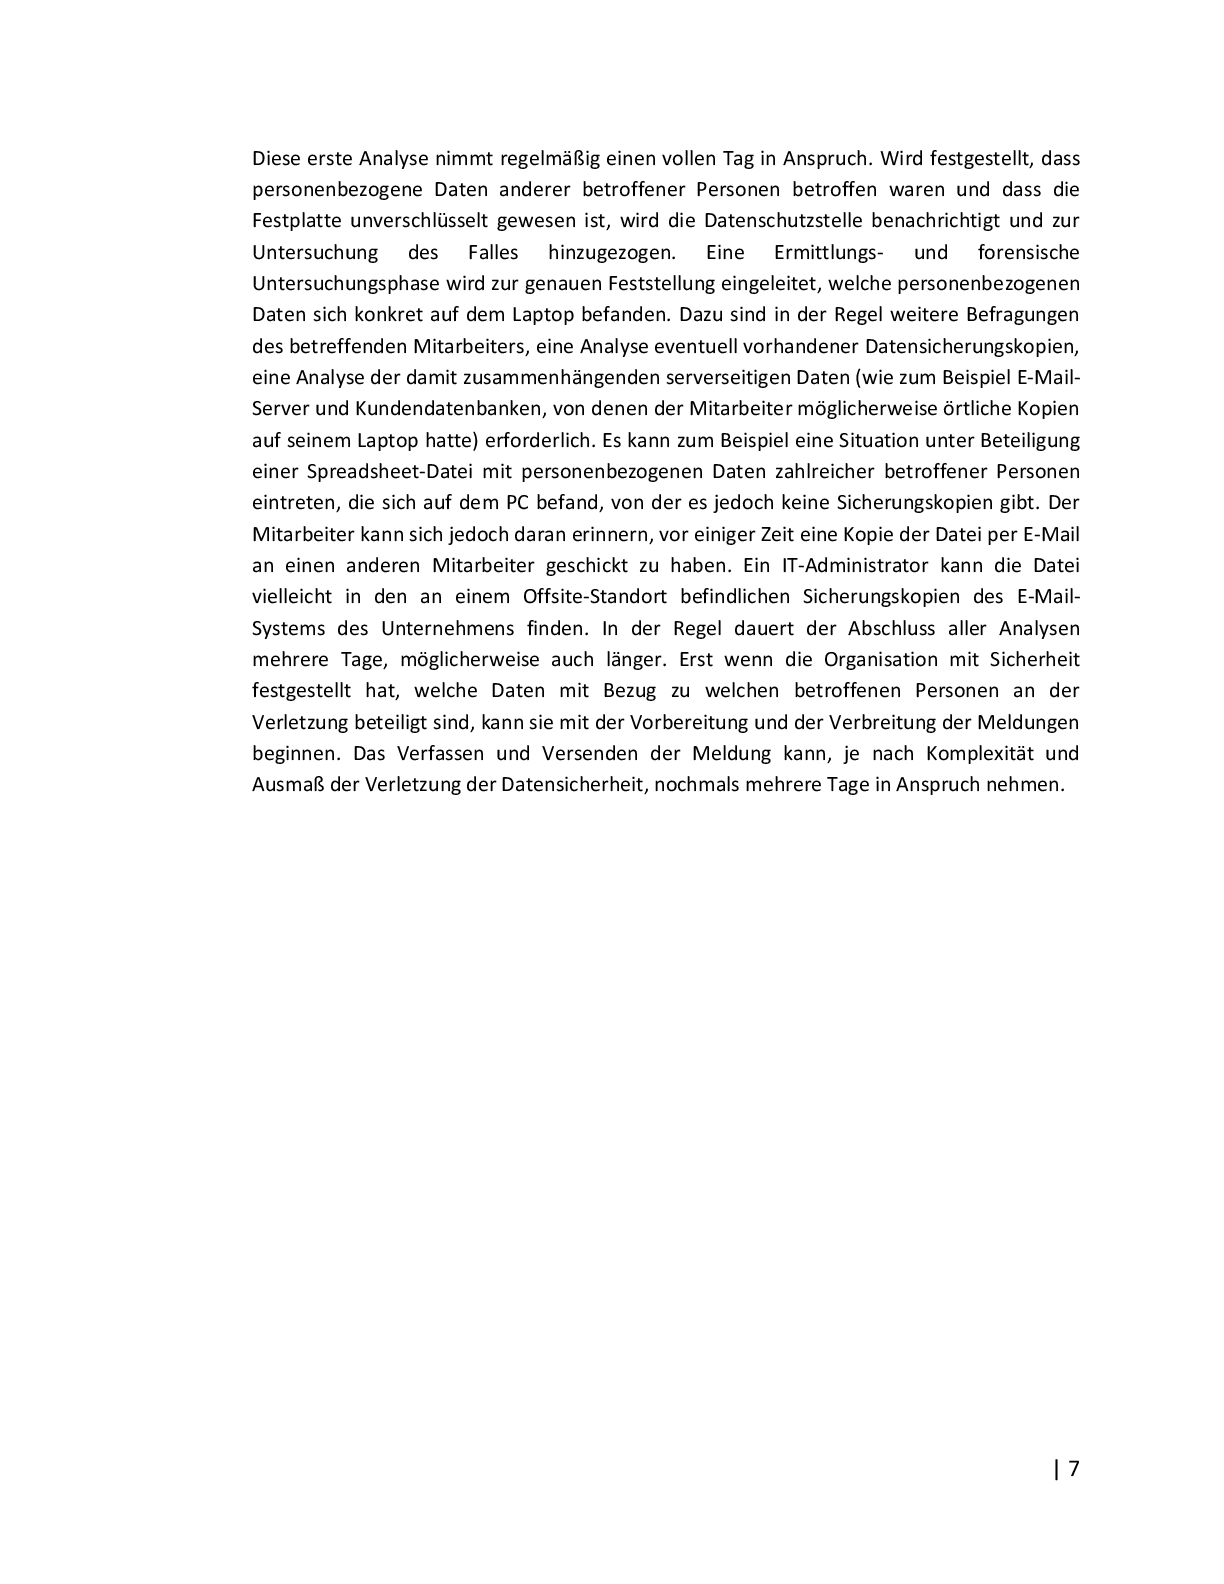 Diese erste Analyse nimmt regelmäßig einen vollen Tag in Anspruch. Wird festgestellt, dass
personenbezogene Daten anderer betroffener Personen betroffen waren und dass die
Festplatte unverschlüsselt gewesen ist, wird die Datenschutzstelle benachrichtigt und zur
Untersuchung des Falles hinzugezogen. Eine Ermittlungs- und forensische
Untersuchungsphase wird zur genauen Feststellung eingeleitet, welche personenbezogenen
Daten sich konkret auf dem Laptop befanden. Dazu sind in der Regel weitere Befragungen
des betreffenden Mitarbeiters, eine Analyse eventuell vorhandener Datensicherungskopien,
eine Analyse der damit zusammenhängenden serverseitigen Daten (wie zum Beispiel E-Mail-
Server und Kundendatenbanken, von denen der Mitarbeiter möglicherweise örtliche Kopien
auf seinem Laptop hatte) erforderlich. Es kann zum Beispiel eine Situation unter Beteiligung
einer Spreadsheet-Datei mit personenbezogenen Daten zahlreicher betroffener Personen
eintreten, die sich auf dem PC befand, von der es jedoch keine Sicherungskopien gibt. Der
Mitarbeiter kann sich jedoch daran erinnern, vor einiger Zeit eine Kopie der Datei per E-Mail
an einen anderen Mitarbeiter geschickt zu haben. Ein IT-Administrator kann die Datei
vielleicht in den an einem Offsite-Standort befindlichen Sicherungskopien des E-Mail-
Systems des Unternehmens finden. In der Regel dauert der Abschluss aller Analysen
mehrere Tage, möglicherweise auch länger. Erst wenn die Organisation mit Sicherheit
festgestellt hat, welche Daten mit Bezug zu welchen betroffenen Personen an der
Verletzung beteiligt sind, kann sie mit der Vorbereitung und der Verbreitung der Meldungen
beginnen. Das Verfassen und Versenden der Meldung kann, je nach Komplexität und
Ausmaß der Verletzung der Datensicherheit, nochmals mehrere Tage in Anspruch nehmen.
| 7